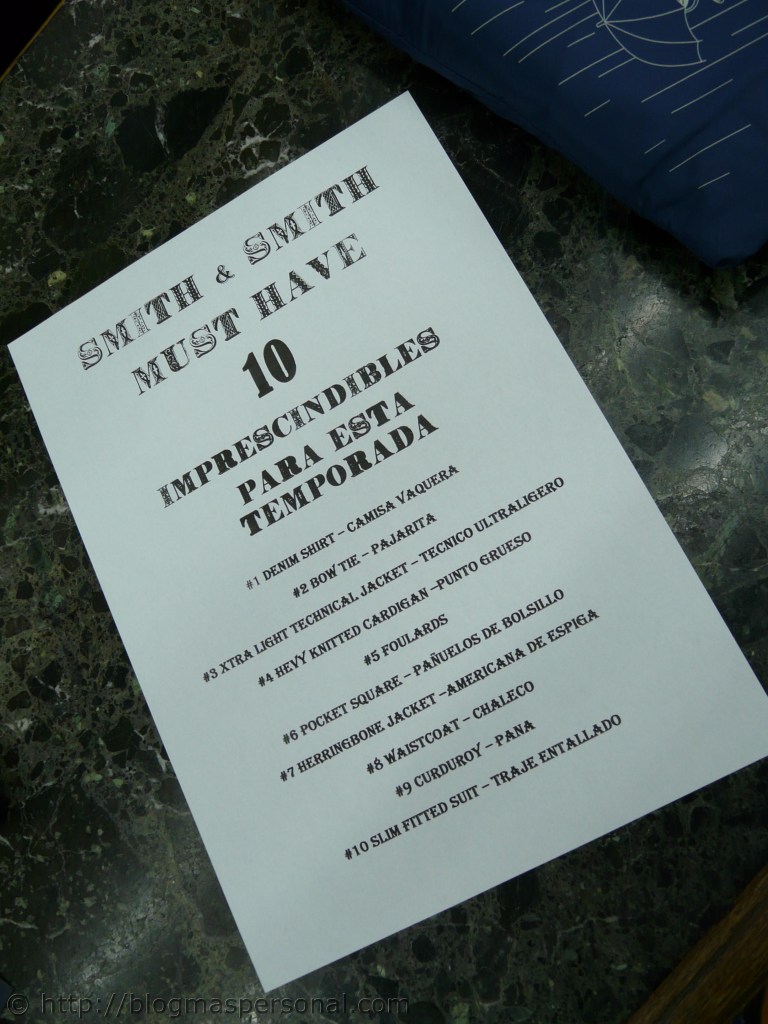 SMITH & SMITH
MUST HAVE
10
IMPRESCINDIBLES
PARA ESTA
TEMPORADA
#1 DENIM SHIRT – CAMISA VAQUERA
#2 BOW TIE – PAJARITA
#3 XTRA LIGHT TECHNICAL JACKET – TECNICO ULTRALIGERO
#4 HEVY KNITTED CARDIGAN –PUNTO GRUESO
#5 FOULARDS
#6 POCKET SQUARE – PAÑUELOS DE BOLSILLO
#7 HERRINGBONE JACKET –AMERICANA DE ESPIGA
#8 WAISTCOAT – CHALECO
#9 CURDUROY – PANA
#10 SLIM FITTED SUIT – TRAJE ENTALLADO
© http://blogmaspersonal.com